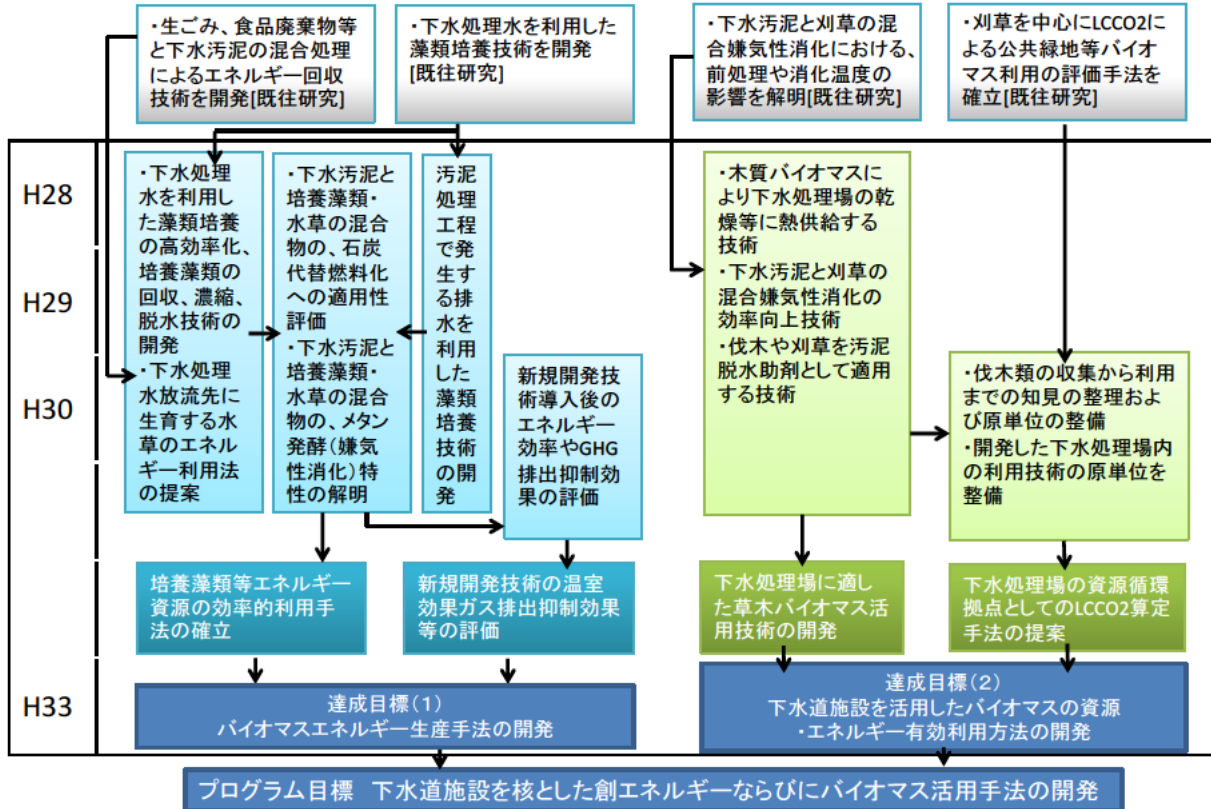 ・生ごみ、食品廃棄物等
と下水汚泥の混合処理
によるエネルギー回収
技術を開発[既往研究]
・下水処理水を利用した
藻類培養技術を開発
[既往研究]
・下水汚泥と刈草の混
合嫌気性消化における、
前処理や消化温度の
影響を解明[既往研究]
・刈草を中心にLCCO2に
よる公共緑地等バイオ
マス利用の評価手法を
確立[既往研究]
H28
H29
H30
H33
・下水処理
水を利用し
た藻類培養
の高効率化、
培養藻類の
回収、濃縮、
脱水技術の
開発
・下水処理
水放流先に
生育する水
草のエネル
ギー利用法
の提案
・下水汚泥と
培養藻類・
水草の混合
物の、石炭
代替燃料化
への適用性
評価
・下水汚泥と
培養藻類・
水草の混合
物の、メタン
発酵(嫌気
性消化)特
性の解明
汚泥
処理
工程
で発
生す
る排
水を
利用
した
藻類
培養
技術
の開
発
新規開発技
術導入後の
エネルギー
効率やGHG
排出抑制効
果の評価
・木質バイオマスに
より下水処理場の乾
燥等に熱供給する
技術
・下水汚泥と刈草の
混合嫌気性消化の
効率向上技術
・伐木や刈草を汚泥
脱水助剤として適用
する技術
・伐木類の収集から利用
までの知見の整理およ
び原単位の整備
・開発した下水処理場内
の利用技術の原単位を
整備
培養藻類等エネルギー
資源の効率的利用手
法の確立
新規開発技術の温室
効果ガス排出抑制効果
等の評価
下水処理場に適し
た草木バイオマス活
用技術の開発
下水処理場の資源循環
拠点としてのLCCO2算定
手法の提案
達成目標(1)
バイオマスエネルギー生産手法の開発
達成目標(2)
下水道施設を活用したバイオマスの資源
・エネルギー有効利用方法の開発
プログラム目標 下水道施設を核とした創エネルギーならびにバイオマス活用手法の開発